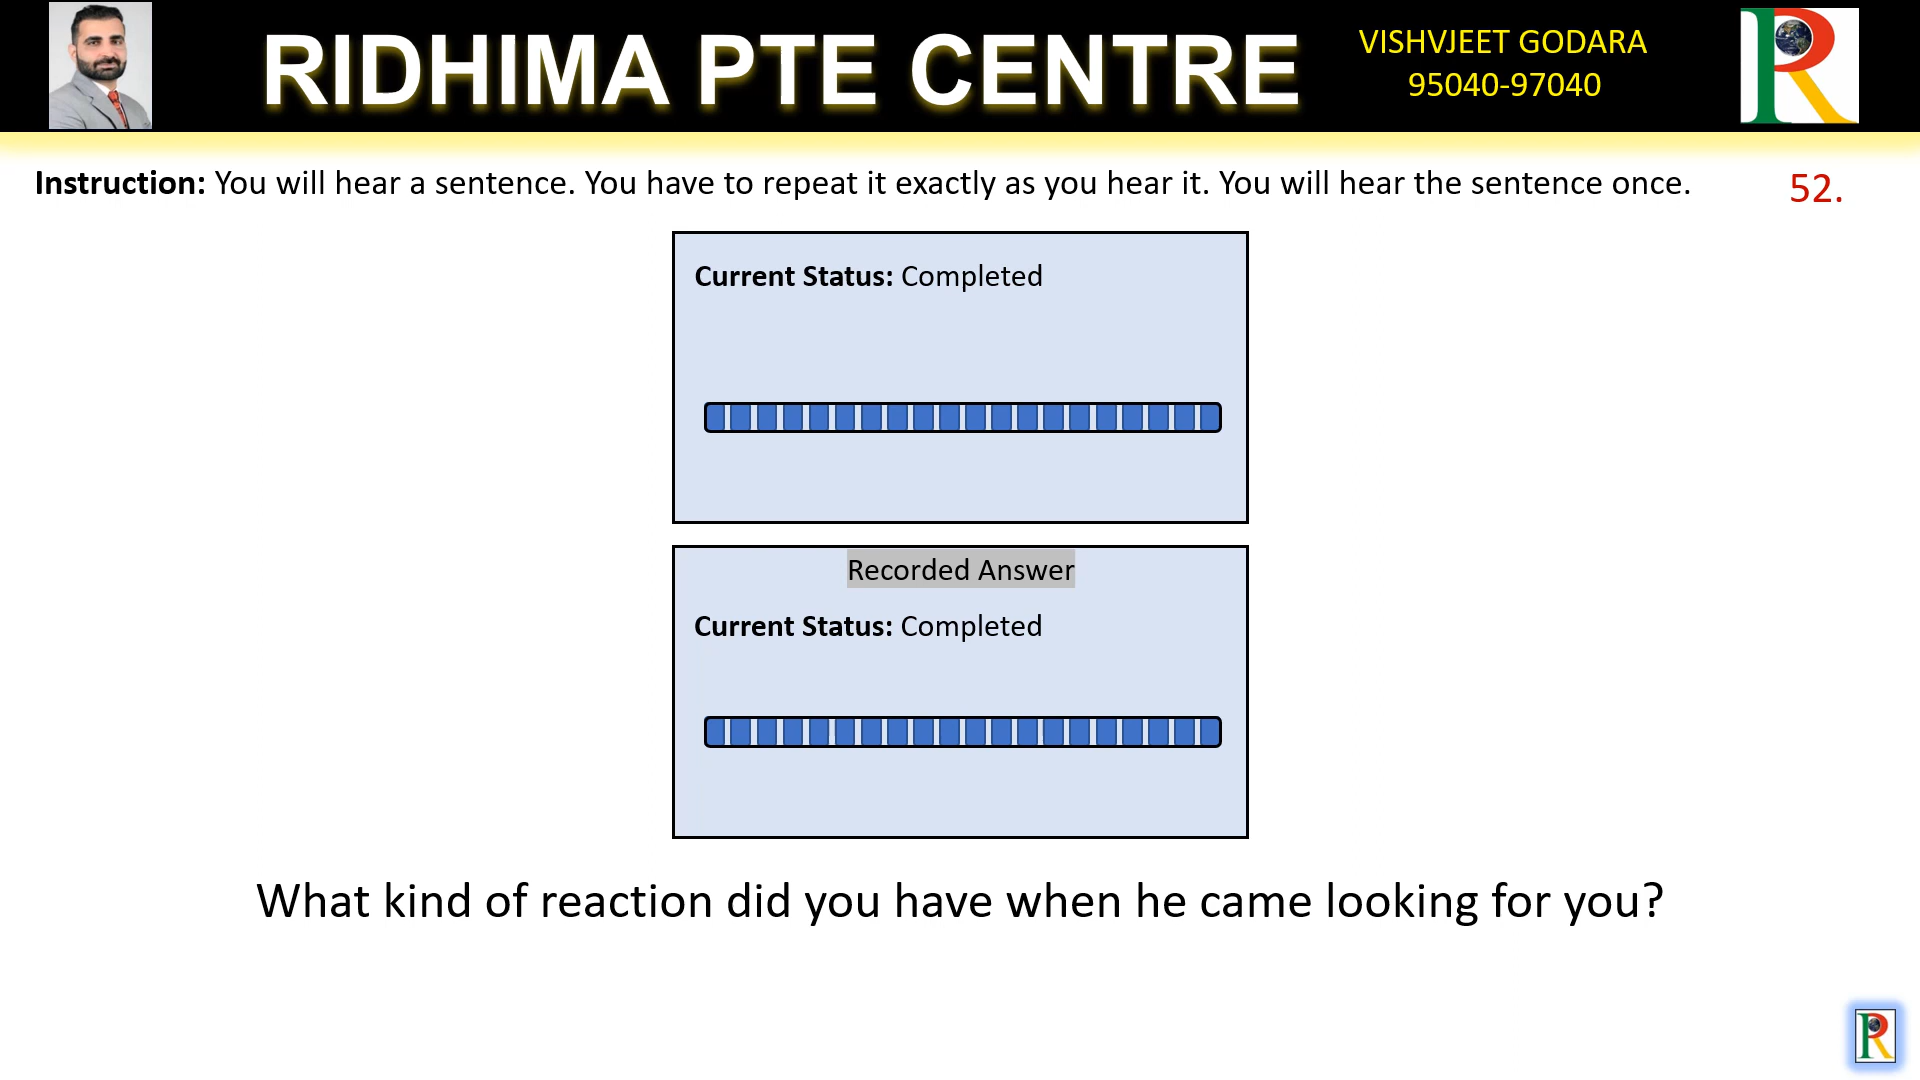 RIDHIMA PTE CENTRE
VISHVJEET GODARA
95040-97040
Instruction: You will hear a sentence. You have to repeat it exactly as you hear it. You will hear the sentence once.
52.
Current Status: Completed
Recorded Answer
Current Status: Completed
What kind of reaction did you have when he came looking for you?